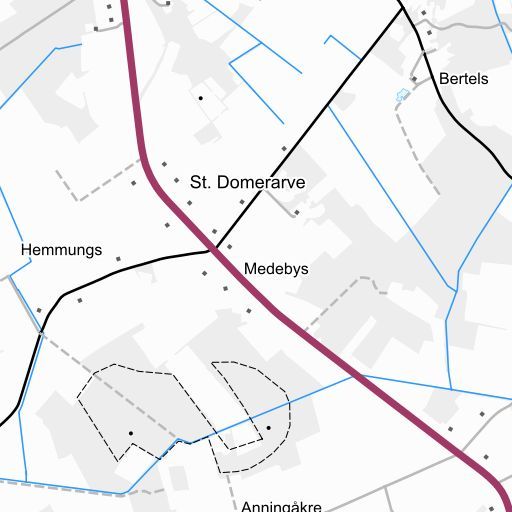 Bertels
St. Domerarve
Hemmungs
Medebys
Anningåkre